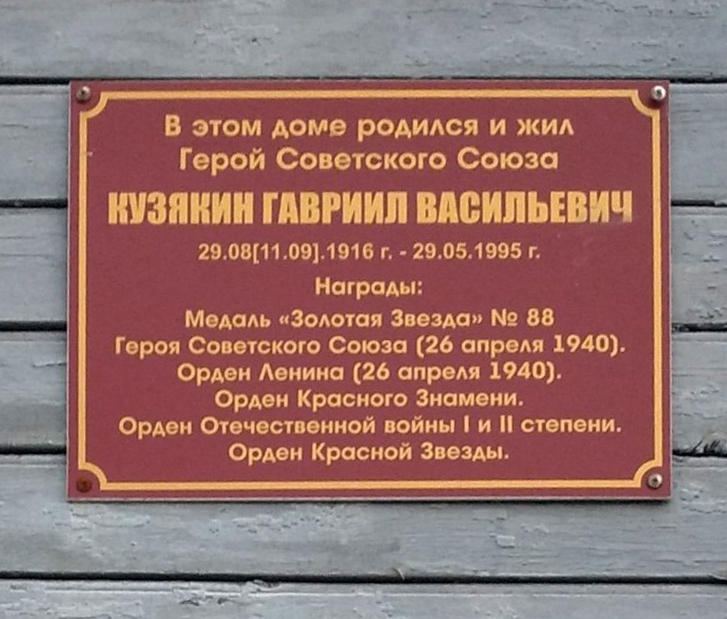 В этом доме родился и жил
Герой Советского Союза
КУЗЯКИН ГАВРИИЛ ВАСИЛЬЕВИЧ
29.08[11.09].1916 г. - 29.05.1995 г.
Награды:
Медаль «Золотая Звезда» № 88
Героя Советского Союза (26 апреля 1940).
Орден Ленина (26 апреля 1940).
Орден Красного Знамени.
Орден Отечественной войны I и II степени.
Орден Красной Звезды.